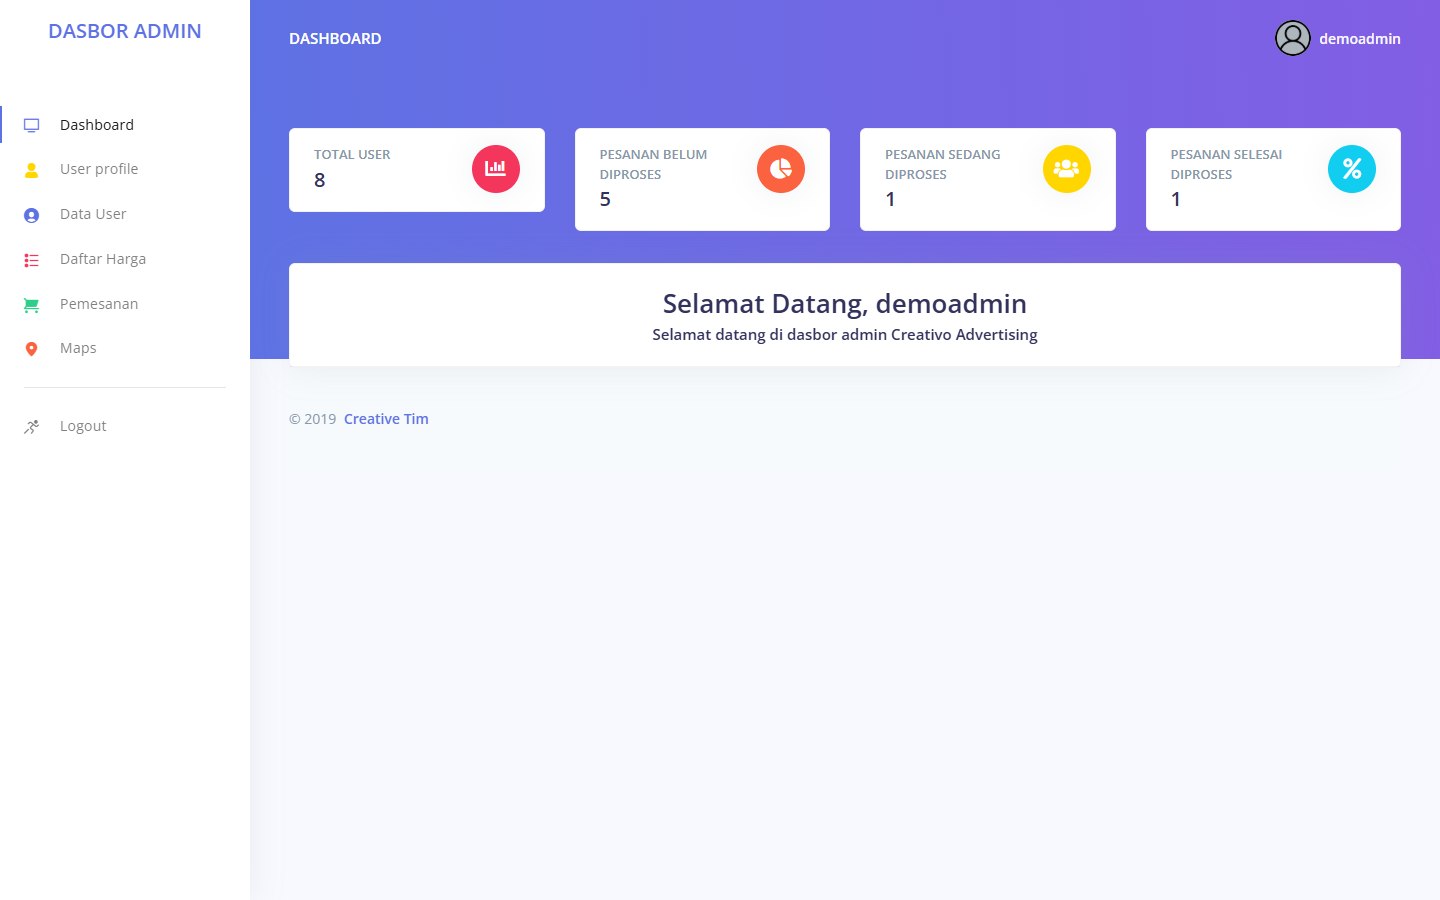 DASBOR ADMIN
Dashboard
User profile
Data User
Daftar Harga
Pemesanan
Maps
Logout
DASHBOARD
demoadmin
TOTAL USER
8
PESANAN BELUM
DIPROSES
5
PESANAN SEDANG
DIPROSES
1
PESANAN SELESAI
DIPROSES
1
Selamat Datang, demoadmin
Selamat datang di dasbor admin Creativo Advertising
© 2019 Creative Tim